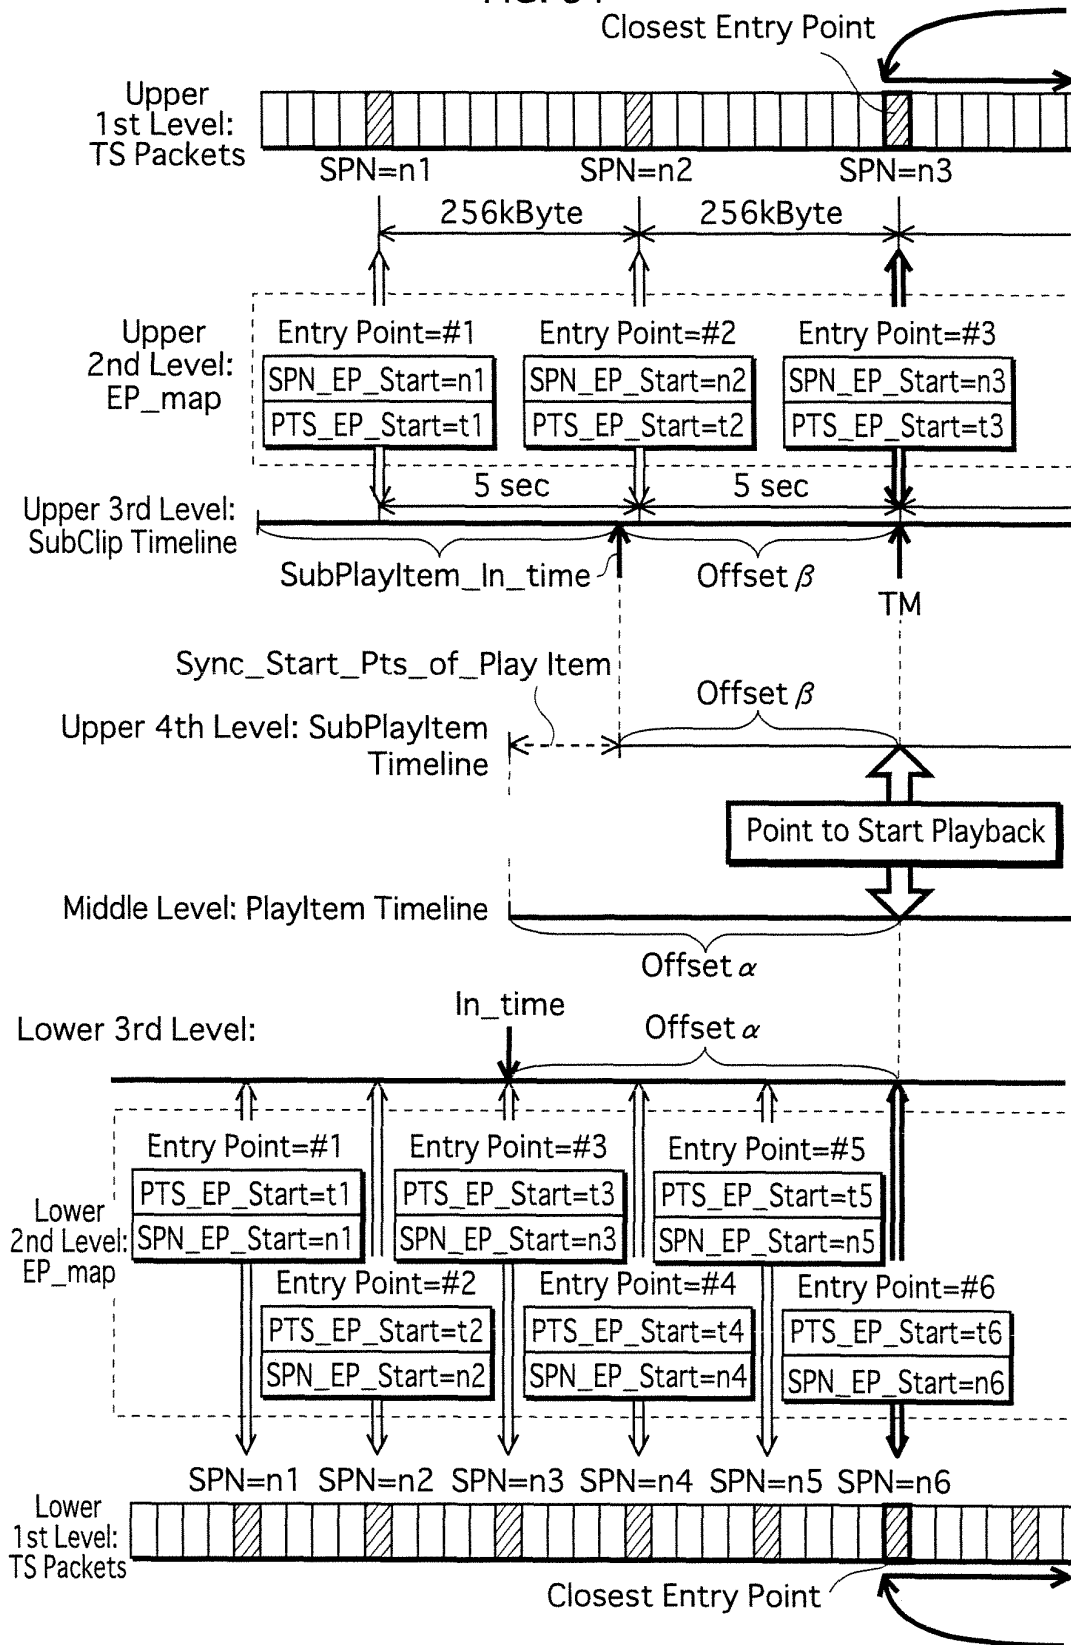 Closest Entry Point
Upper
1st Level:
TS Packets
SPN=n1 SPN=n2 SPN=n3
256kByte 256kByte
Upper
2nd Level:
EP_map
Entry Point=#1 Entry Point=#2 Entry Point=#3
SPN_EP_Start=n1 SPN_EP_Start=n2 SPN_EP_Start=n3
PTS_EP_Start=t1 PTS_EP_Start=t2 PTS_EP_Start=t3
5 sec 5 sec
Upper 3rd Level:
SubClip Timeline
SubPlayItem_In_time Offset β
TM
Sync_Start_Pts_of_Play Item
Offset β
Upper 4th Level: SubPlayItem
Timeline
Point to Start Playback
Middle Level: PlayItem Timeline
Offset α
In_time
Lower 3rd Level: Offset α
Entry Point=#1 Entry Point=#3 Entry Point=#5
PTS_EP_Start=t1 PTS_EP_Start=t3 PTS_EP_Start=t5
SPN_EP_Start=n1 SPN_EP_Start=n3 SPN_EP_Start=n5
Lower
2nd Level:
EP_map
Entry Point=#2 Entry Point=#4 Entry Point=#6
PTS_EP_Start=t2 PTS_EP_Start=t4 PTS_EP_Start=t6
SPN_EP_Start=n2 SPN_EP_Start=n4 SPN_EP_Start=n6
SPN=n1 SPN=n2 SPN=n3 SPN=n4 SPN=n5 SPN=n6
Lower
1st Level:
TS Packets
Closest Entry Point